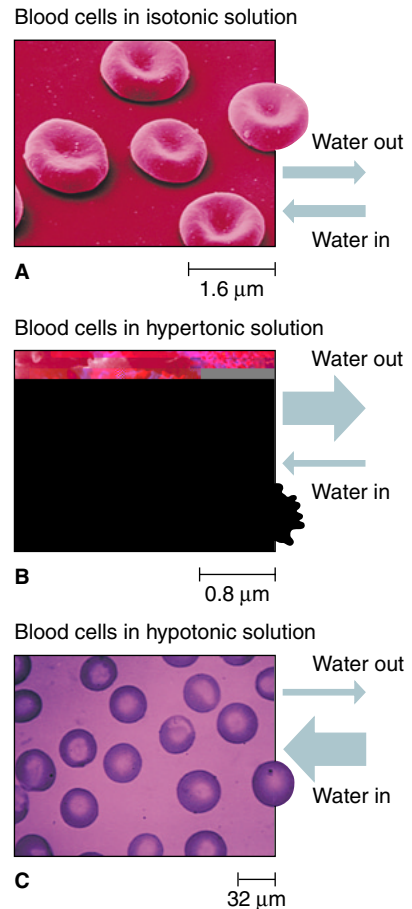 Blood cells in isotonic solution
Water out
Water in
A
1.6 μm
Blood cells in hypertonic solution
Water out
Water in
B
0.8 μm
Blood cells in hypotonic solution
Water out
Water in
C
32 μm